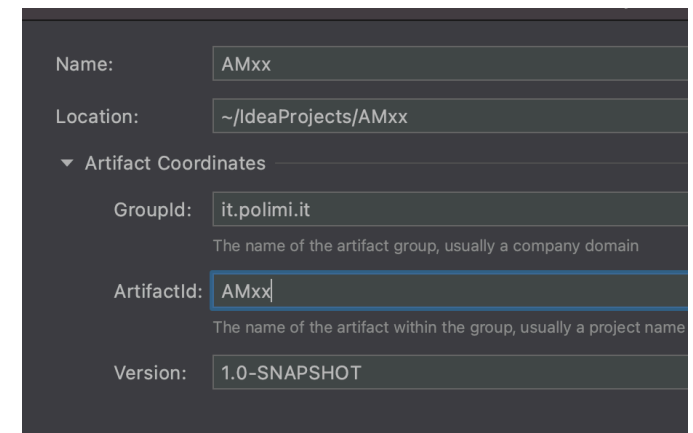 Name: AMxx
Location: ~/IdeaProjects/AMxx
Artifact Coordinates
GroupId: it.polimi.it
The name of the artifact group, usually a company domain
ArtifactId: AMxx
The name of the artifact within the group, usually a project name
Version: 1.0-SNAPSHOT